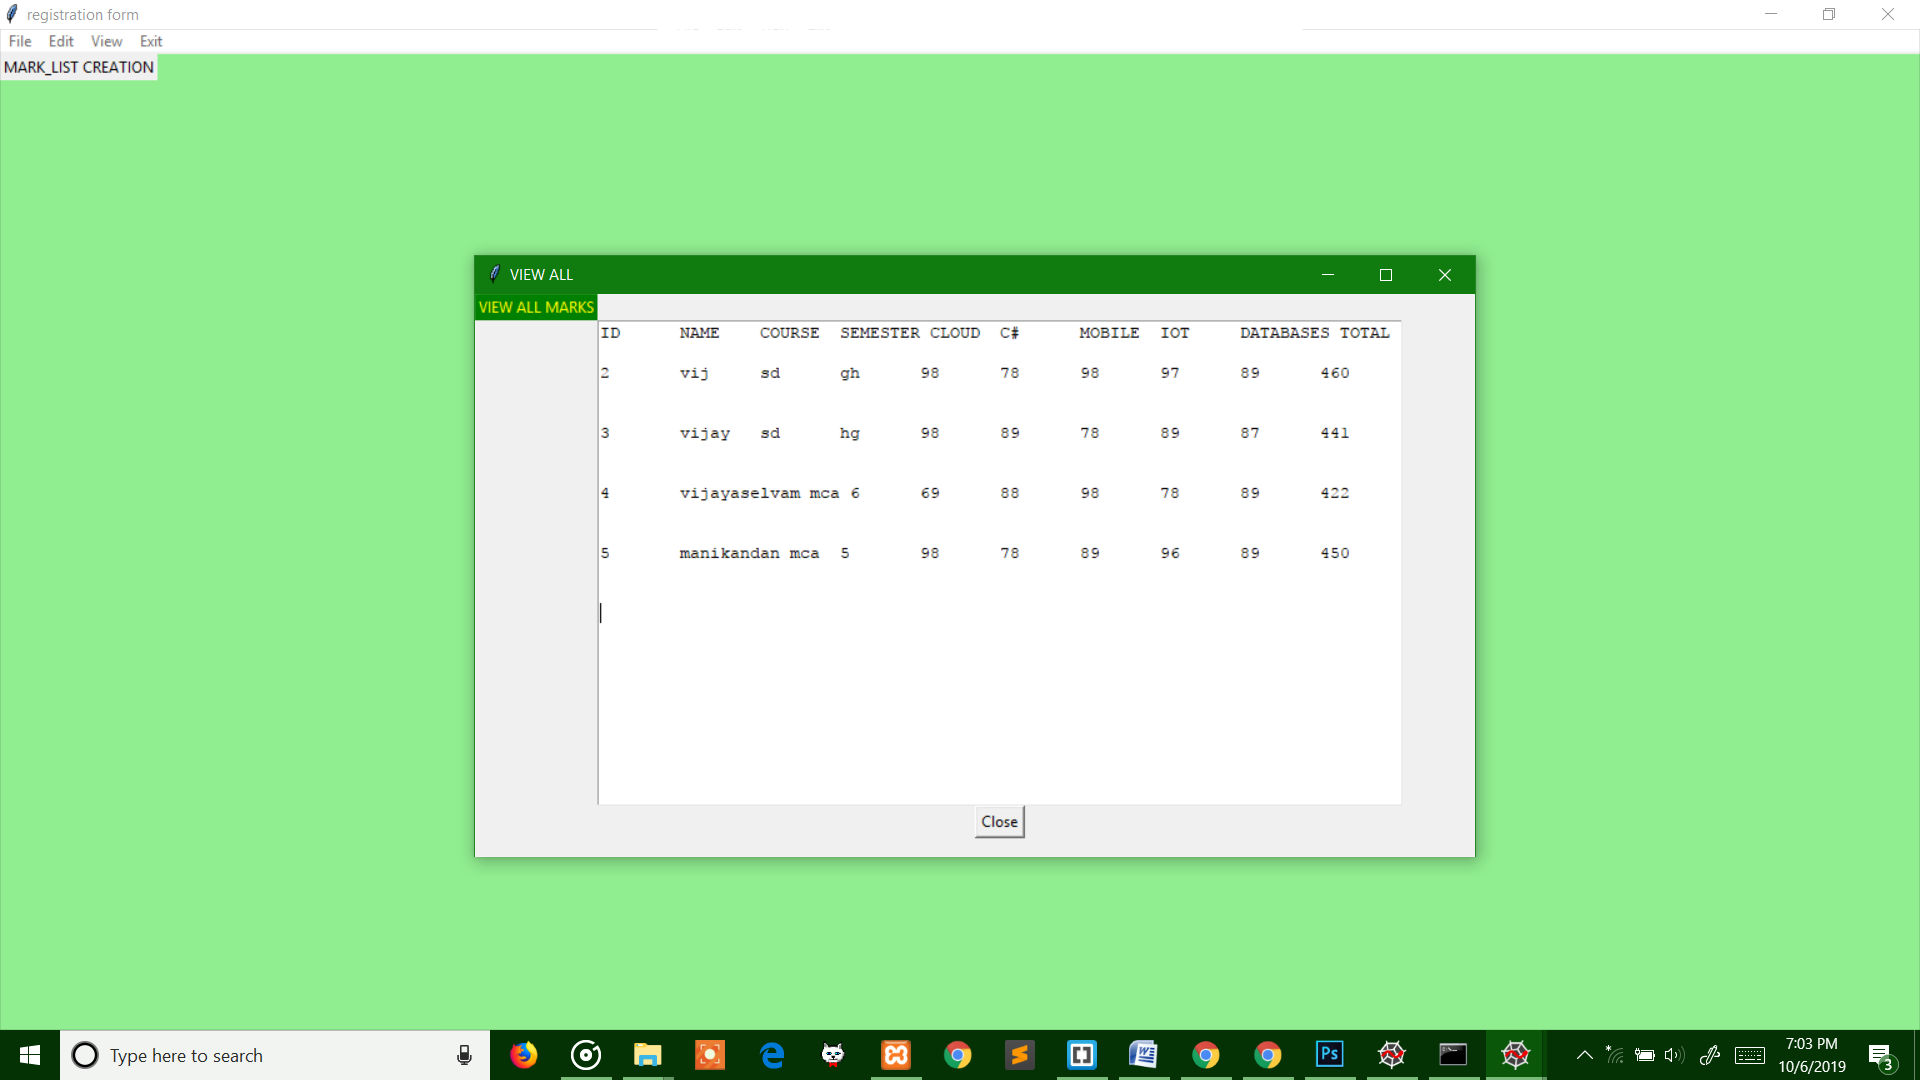 registration form
File Edit View Exit
MARK_LIST CREATION
VIEW ALL
VIEW ALL MARKS
ID NAME COURSE SEMESTER CLOUD C# MOBILE IOT DATABASES TOTAL
2 vij sd gh 98 78 98 97 89 460
3 vijay sd hg 98 89 78 89 87 441
4 vijayaselvam mca 6 69 88 98 78 89 422
5 manikandan mca 5 98 78 89 96 89 450
Close
Type here to search
Ps
7:03 PM
10/6/2019
3